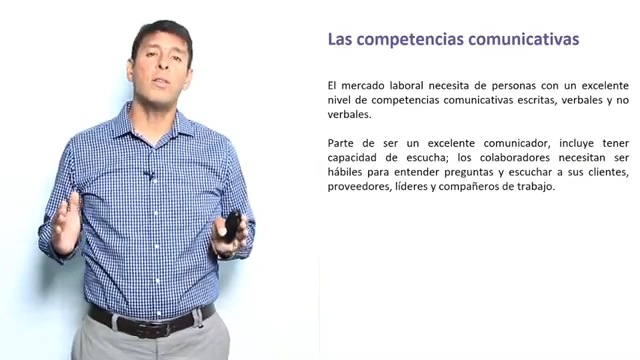 Las competencias comunicativas
El mercado laboral necesita de personas con un excelente
nivel de competencias comunicativas escritas, verbales y no
verbales.
Parte de ser un excelente comunicador, incluye tener
capacidad de escucha; los colaboradores necesitan ser
hábiles para entender preguntas y escuchar a sus clientes,
proveedores, líderes y compañeros de trabajo.